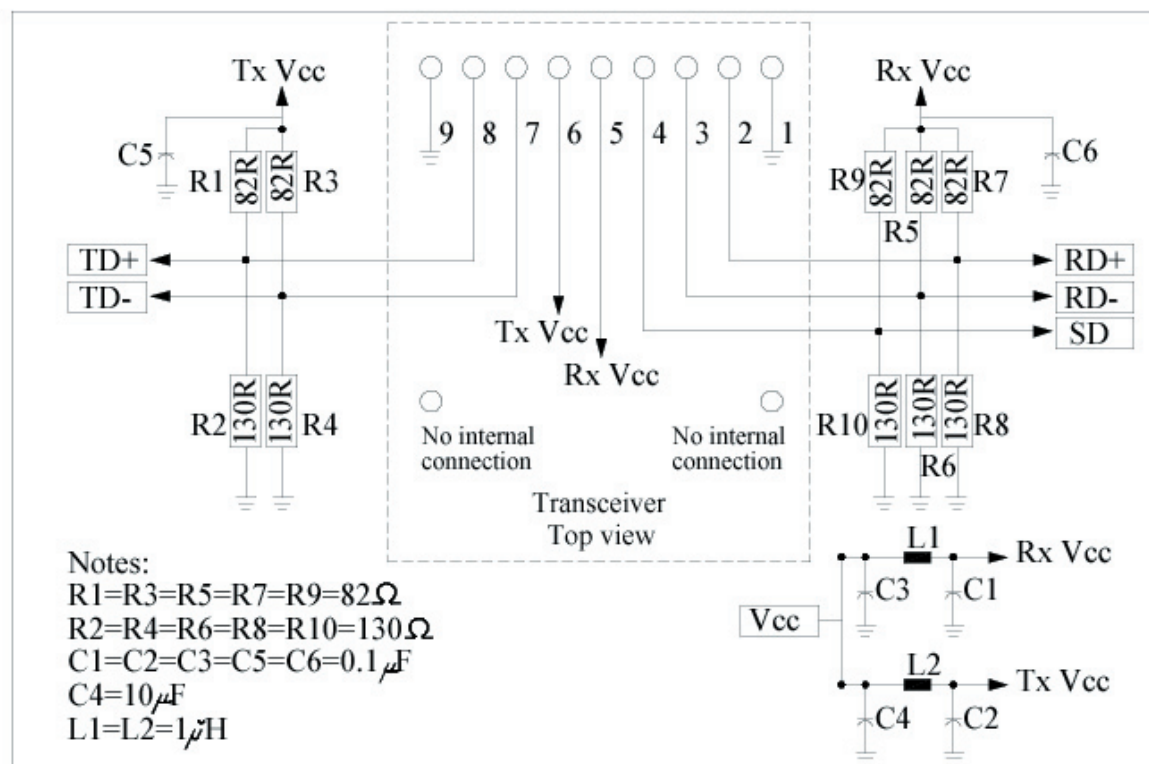 Tx Vcc
Rx Vcc
9 8 7 6 5 4 3 2 1
C5
R1
82R
82R
R3
R9
82R
82R
82R
R7
C6
R5
TD+
TD-
RD+
RD-
SD
Tx Vcc
Rx Vcc
R2
130R
130R
R4
No internal
connection
No internal
connection
R10
130R
130R
130R
R8
R6
Transceiver
Top view
Notes:
R1=R3=R5=R7=R9=82Ω
R2=R4=R6=R8=R10=130Ω
C1=C2=C3=C5=C6=0.1μF
C4=10μF
L1=L2=1μH
L1
Rx Vcc
C3
C1
Vcc
L2
Tx Vcc
C4
C2